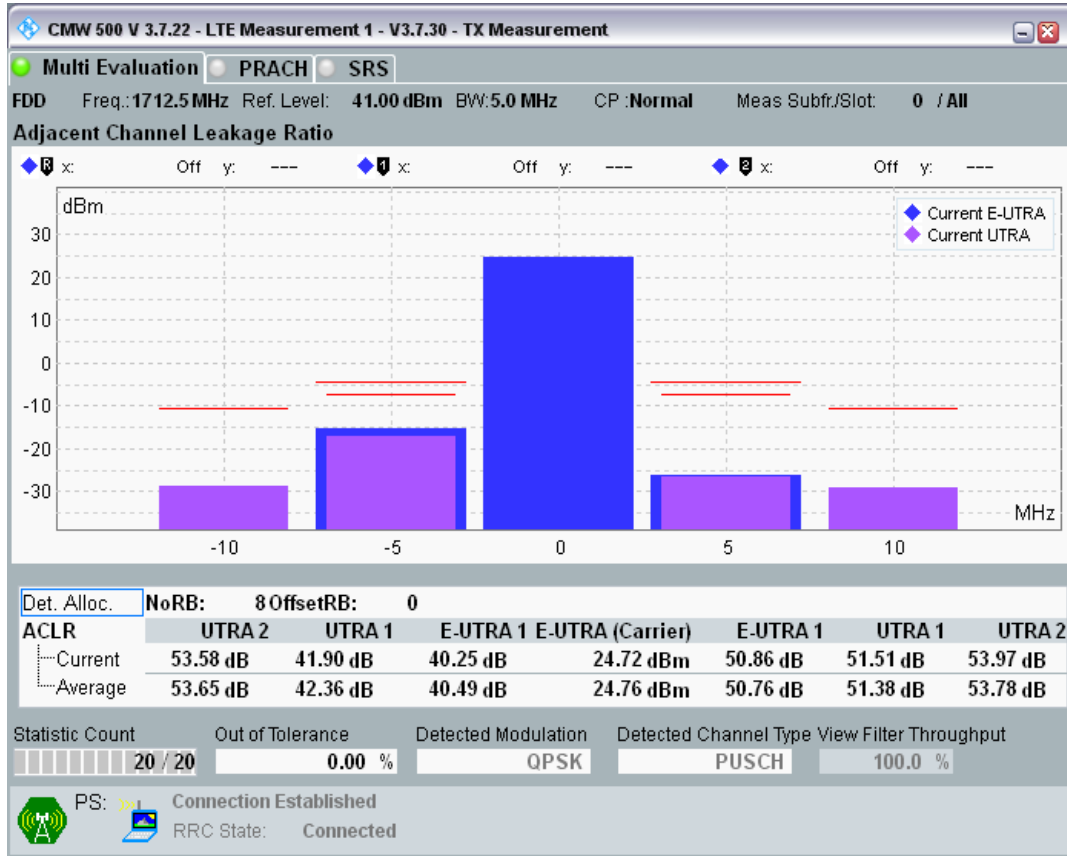 CMW 500 V 3.7.22 - LTE Measurement 1 - V3.7.30 - TX Measurement
Multi Evaluation PRACH SRS
FDD Freq.: 1712.5 MHz Ref. Level: 41.00 dBm BW: 5.0 MHz CP : Normal Meas Subfr./Slot: 0 / All
Adjacent Channel Leakage Ratio
R x: Off y: --- 1 x: Off y: --- 2 x: Off y: ---
dBm
Current E-UTRA
Current UTRA
30
20
10
0
-10
-20
-30
MHz
-10 -5 0 5 10
Det. Alloc. NoRB: 8 OffsetRB: 0
ACLR UTRA 2 UTRA 1 E-UTRA 1 E-UTRA (Carrier) E-UTRA 1 UTRA 1 UTRA 2
Current 53.58 dB 41.90 dB 40.25 dB 24.72 dBm 50.86 dB 51.51 dB 53.97 dB
Average 53.65 dB 42.36 dB 40.49 dB 24.76 dBm 50.76 dB 51.38 dB 53.78 dB
Statistic Count Out of Tolerance Detected Modulation Detected Channel Type View Filter Throughput
20 / 20 0.00 % QPSK PUSCH 100.0 %
PS: Connection Established
RRC State: Connected